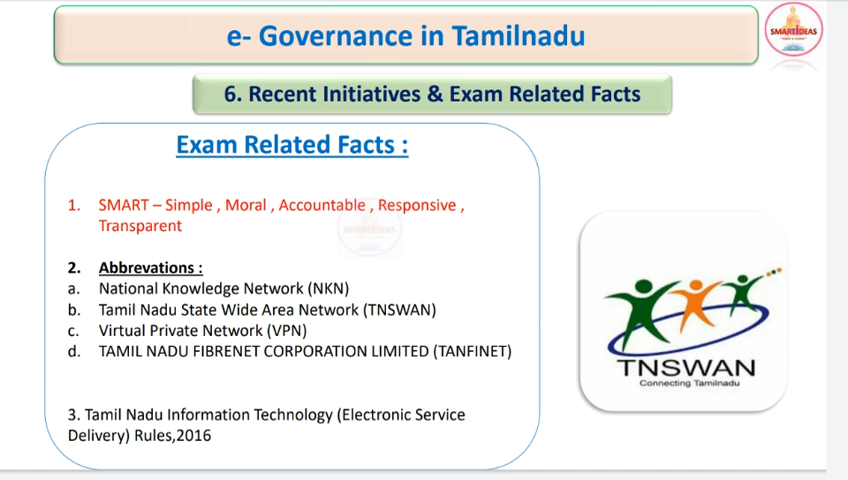 e- Governance in Tamilnadu
SMARTIDEAS
6. Recent Initiatives & Exam Related Facts
Exam Related Facts :
1. SMART – Simple , Moral , Accountable , Responsive ,
Transparent
SMARTIDEAS
2. Abbrevations :
a. National Knowledge Network (NKN)
b. Tamil Nadu State Wide Area Network (TNSWAN)
c. Virtual Private Network (VPN)
d. TAMIL NADU FIBRENET CORPORATION LIMITED (TANFINET)
3. Tamil Nadu Information Technology (Electronic Service
Delivery) Rules,2016
TNSWAN
Connecting Tamilnadu